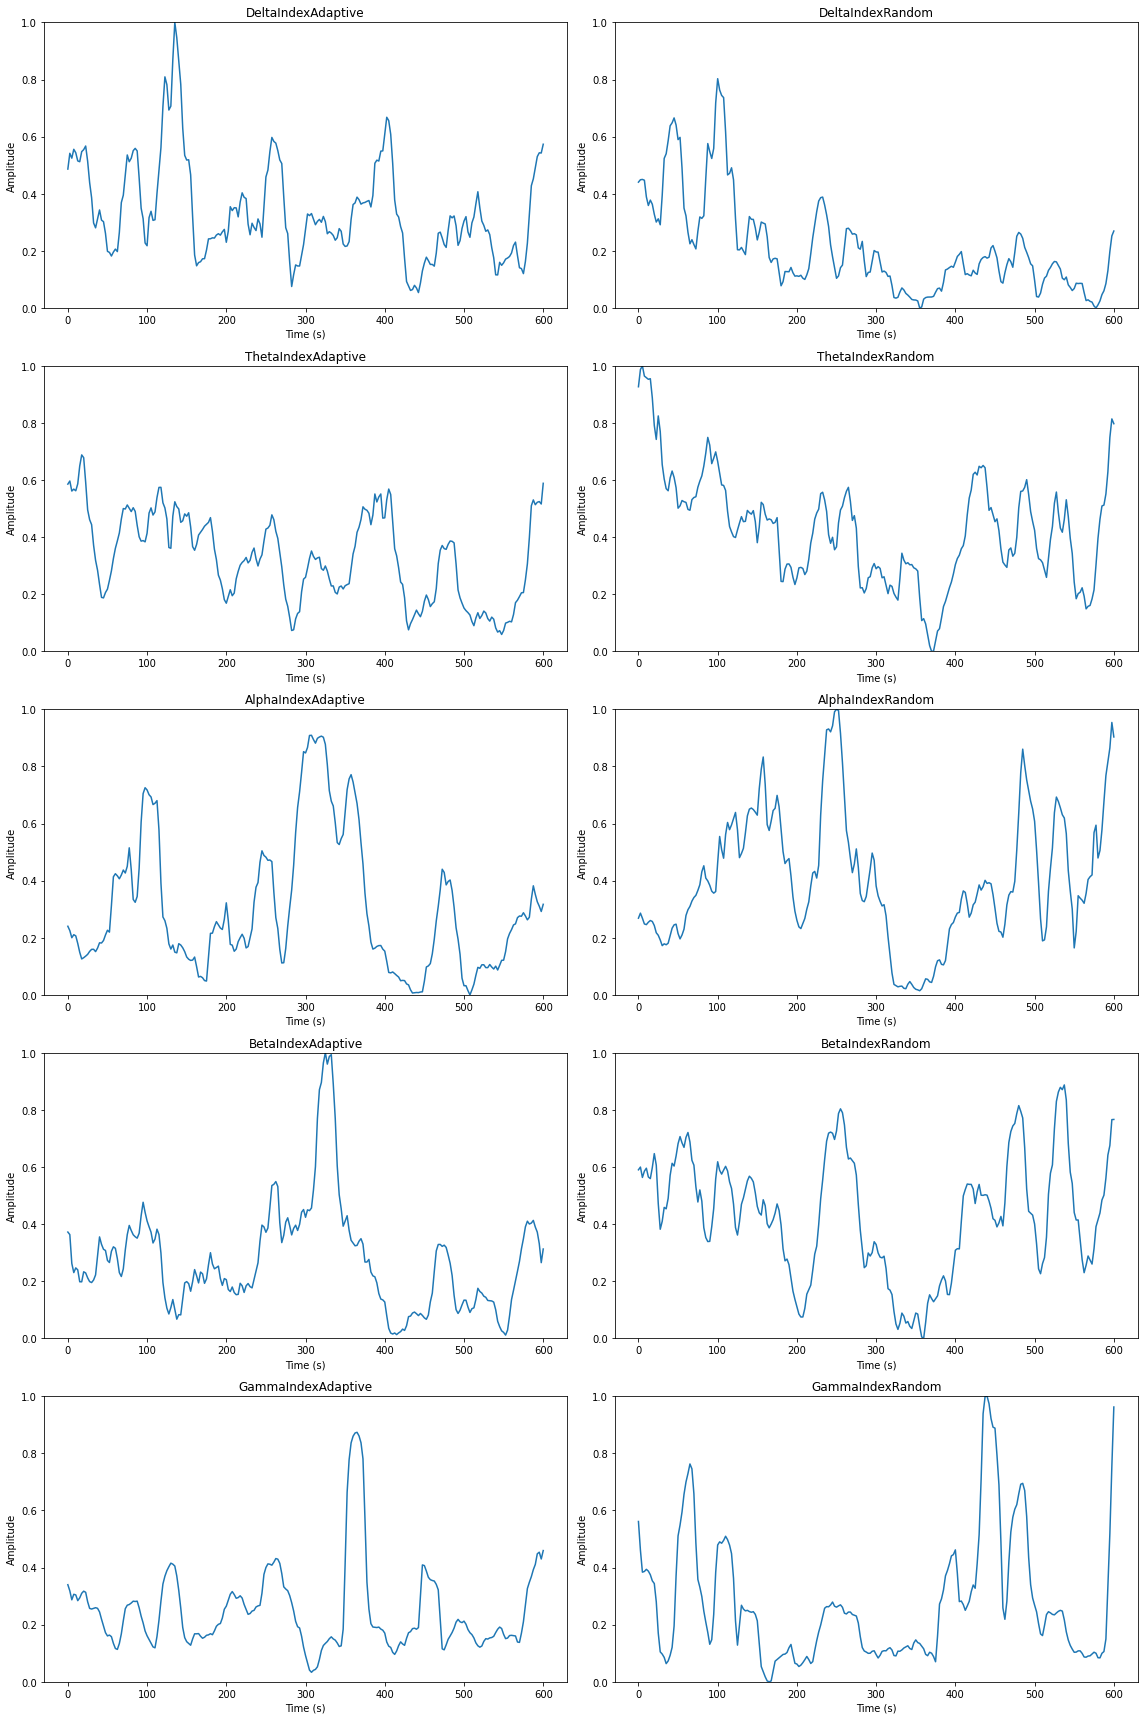 DeltaIndexAdaptive
1.0
0.8
0.6
0.4
0.2
0.0
Amplitude
0 100 200 300 400 500 600
Time (s)
DeltaIndexRandom
1.0
0.8
0.6
0.4
0.2
0.0
Amplitude
0 100 200 300 400 500 600
Time (s)
ThetaIndexAdaptive
1.0
0.8
0.6
0.4
0.2
0.0
Amplitude
0 100 200 300 400 500 600
Time (s)
ThetaIndexRandom
1.0
0.8
0.6
0.4
0.2
0.0
Amplitude
0 100 200 300 400 500 600
Time (s)
AlphaIndexAdaptive
1.0
0.8
0.6
0.4
0.2
0.0
Amplitude
0 100 200 300 400 500 600
Time (s)
AlphaIndexRandom
1.0
0.8
0.6
0.4
0.2
0.0
Amplitude
0 100 200 300 400 500 600
Time (s)
BetaIndexAdaptive
1.0
0.8
0.6
0.4
0.2
0.0
Amplitude
0 100 200 300 400 500 600
Time (s)
BetaIndexRandom
1.0
0.8
0.6
0.4
0.2
0.0
Amplitude
0 100 200 300 400 500 600
Time (s)
GammaIndexAdaptive
1.0
0.8
0.6
0.4
0.2
0.0
Amplitude
0 100 200 300 400 500 600
Time (s)
GammaIndexRandom
1.0
0.8
0.6
0.4
0.2
0.0
Amplitude
0 100 200 300 400 500 600
Time (s)